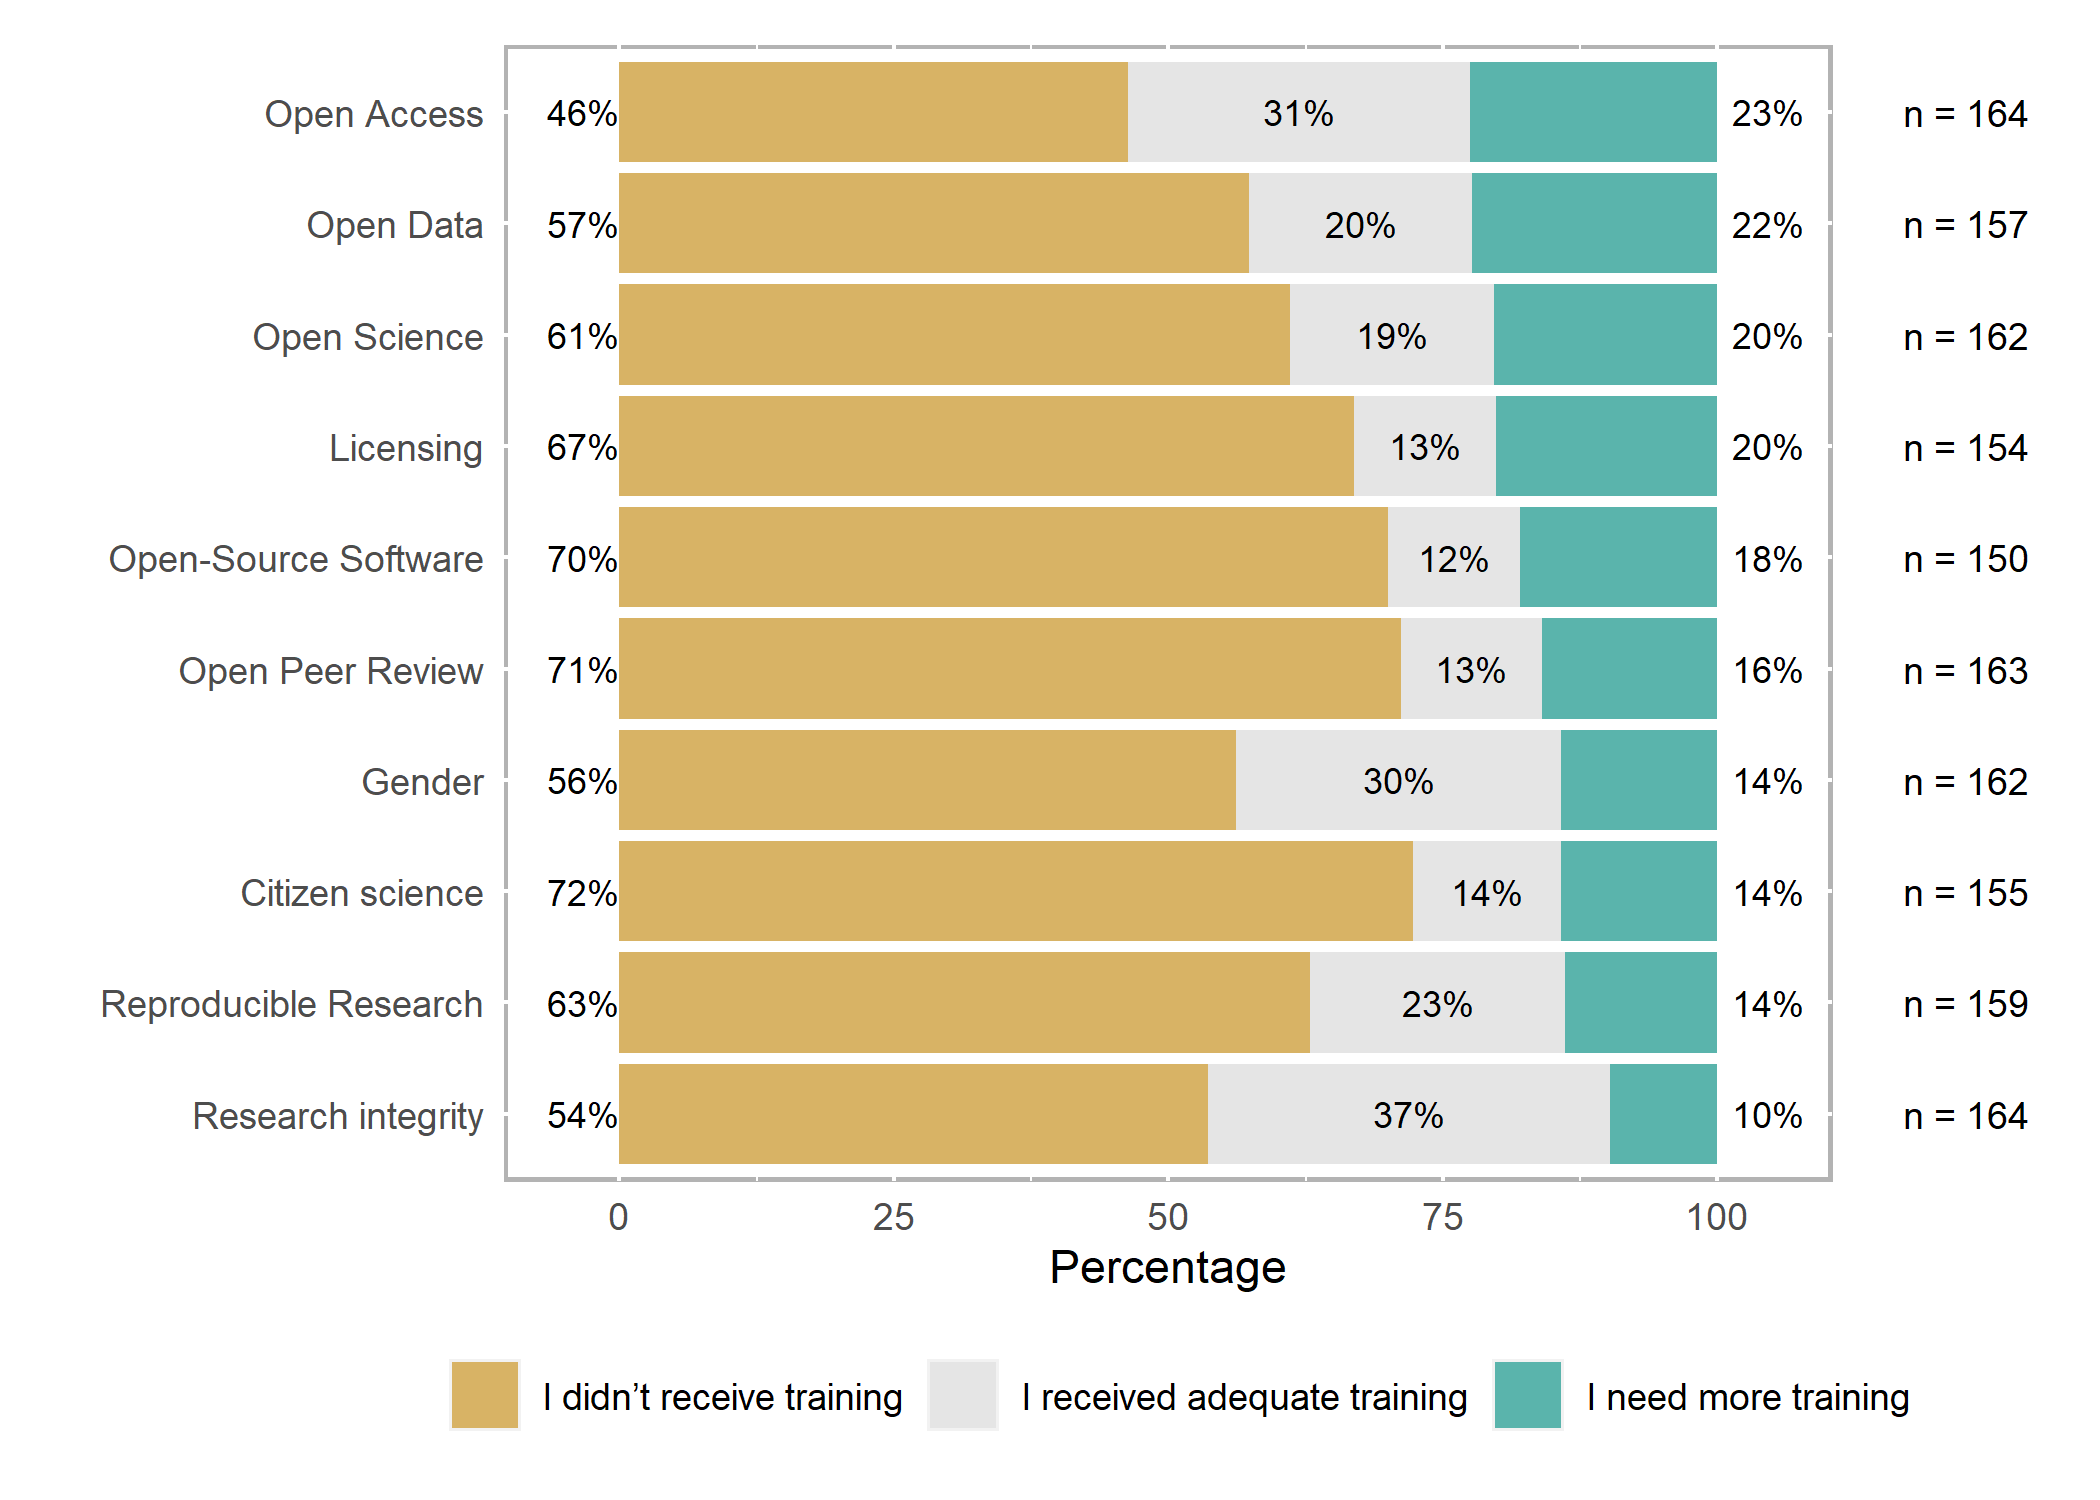 Open Access 46% 31% 23% n = 164
Open Data 57% 20% 22% n = 157
Open Science 61% 19% 20% n = 162
Licensing 67% 13% 20% n = 154
Open-Source Software 70% 12% 18% n = 150
Open Peer Review 71% 13% 16% n = 163
Gender 56% 30% 14% n = 162
Citizen science 72% 14% 14% n = 155
Reproducible Research 63% 23% 14% n = 159
Research integrity 54% 37% 10% n = 164
0 25 50 75 100
Percentage
I didn’t receive training I received adequate training I need more training